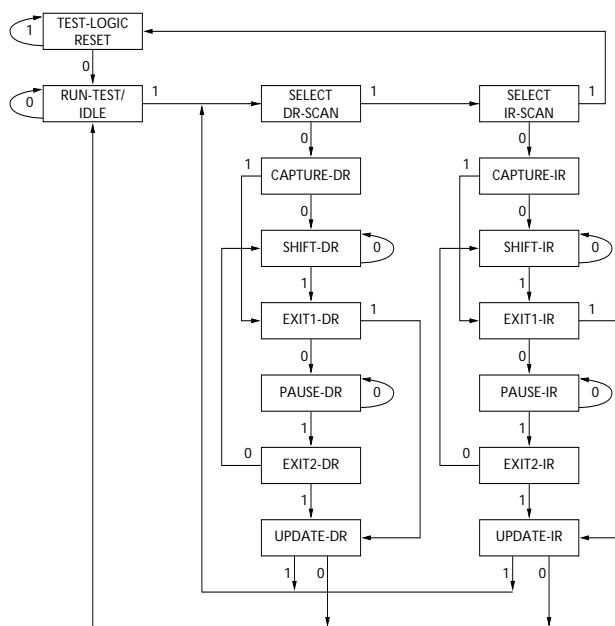 TEST-LOGIC
RESET
1
0
RUN-TEST/
IDLE
0
1
SELECT
DR-SCAN
1
SELECT
IR-SCAN
1
0
0
CAPTURE-DR
1
CAPTURE-IR
1
0
0
SHIFT-DR
0
SHIFT-IR
0
1
1
EXIT1-DR
1
EXIT1-IR
1
0
0
PAUSE-DR
0
PAUSE-IR
0
1
1
EXIT2-DR
0
EXIT2-IR
0
1
1
UPDATE-DR
UPDATE-IR
1
0
1
0